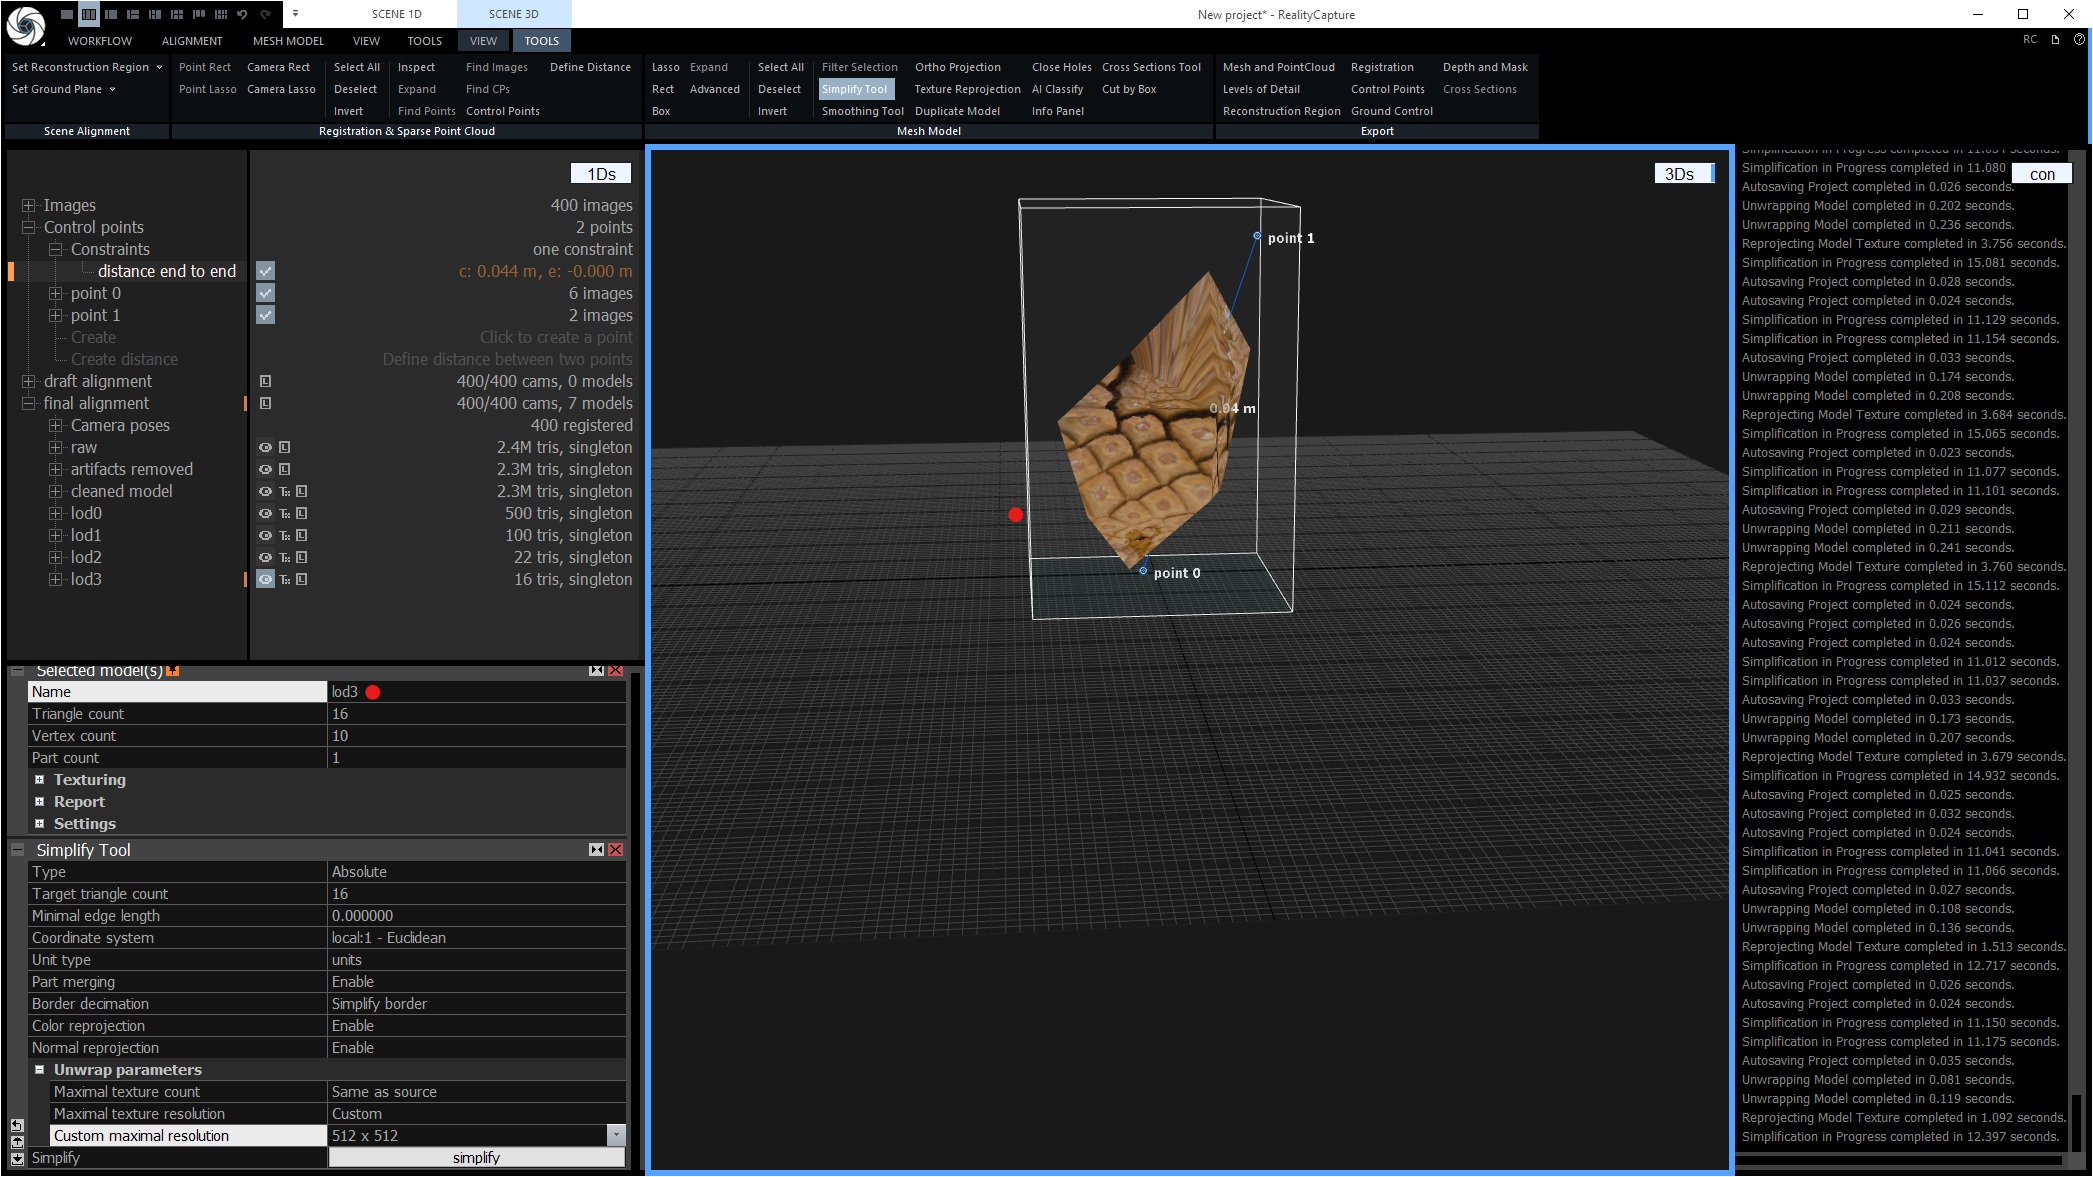 SCENE 1D SCENE 3D New project* - RealityCapture
WORKFLOW ALIGNMENT MESH MODEL VIEW TOOLS VIEW TOOLS RC
Set Reconstruction Region
Set Ground Plane
Scene Alignment
Point Rect Camera Rect Select All Inspect Find Images Define Distance
Point Lasso Camera Lasso Deselect Expand Find CPs
Invert Find Points Control Points
Registration & Sparse Point Cloud
Lasso Expand Select All Filter Selection Ortho Projection Close Holes Cross Sections Tool
Rect Advanced Deselect Simplify Tool Texture Reprojection AI Classify Cut by Box
Box Invert Smoothing Tool Duplicate Model Info Panel
Mesh Model
Mesh and PointCloud Registration Depth and Mask
Levels of Detail Control Points Cross Sections
Reconstruction Region Ground Control
Export
1Ds
Images 400 images
Control points 2 points
Constraints one constraint
distance end to end c: 0.044 m, e: -0.000 m
point 0 6 images
point 1 2 images
Create Click to create a point
Create distance Define distance between two points
draft alignment 400/400 cams, 0 models
final alignment 400/400 cams, 7 models
Camera poses 400 registered
raw 2.4M tris, singleton
artifacts removed 2.3M tris, singleton
cleaned model 2.3M tris, singleton
lod0 500 tris, singleton
lod1 100 tris, singleton
lod2 22 tris, singleton
lod3 16 tris, singleton
Selected model(s)
Name lod3
Triangle count 16
Vertex count 10
Part count 1
Texturing
Report
Settings
Simplify Tool
Type Absolute
Target triangle count 16
Minimal edge length 0.000000
Coordinate system local:1 - Euclidean
Unit type units
Part merging Enable
Border decimation Simplify border
Color reprojection Enable
Normal reprojection Enable
Unwrap parameters
Maximal texture count Same as source
Maximal texture resolution Custom
Custom maximal resolution 512 x 512
Simplify simplify
3Ds
point 1
0.04 m
point 0
con
Simplification in Progress completed in 11.080
Autosaving Project completed in 0.026 seconds.
Unwrapping Model completed in 0.202 seconds.
Unwrapping Model completed in 0.236 seconds.
Reprojecting Model Texture completed in 3.756 seconds.
Simplification in Progress completed in 15.081 seconds.
Autosaving Project completed in 0.028 seconds.
Autosaving Project completed in 0.024 seconds.
Simplification in Progress completed in 11.129 seconds.
Simplification in Progress completed in 11.154 seconds.
Autosaving Project completed in 0.033 seconds.
Unwrapping Model completed in 0.174 seconds.
Unwrapping Model completed in 0.208 seconds.
Reprojecting Model Texture completed in 3.684 seconds.
Simplification in Progress completed in 15.065 seconds.
Autosaving Project completed in 0.023 seconds.
Simplification in Progress completed in 11.077 seconds.
Simplification in Progress completed in 11.101 seconds.
Autosaving Project completed in 0.029 seconds.
Unwrapping Model completed in 0.211 seconds.
Unwrapping Model completed in 0.241 seconds.
Reprojecting Model Texture completed in 3.760 seconds.
Simplification in Progress completed in 15.112 seconds.
Autosaving Project completed in 0.024 seconds.
Autosaving Project completed in 0.026 seconds.
Autosaving Project completed in 0.024 seconds.
Simplification in Progress completed in 11.012 seconds.
Simplification in Progress completed in 11.037 seconds.
Autosaving Project completed in 0.033 seconds.
Unwrapping Model completed in 0.173 seconds.
Unwrapping Model completed in 0.207 seconds.
Reprojecting Model Texture completed in 3.679 seconds.
Simplification in Progress completed in 14.932 seconds.
Autosaving Project completed in 0.025 seconds.
Autosaving Project completed in 0.032 seconds.
Autosaving Project completed in 0.024 seconds.
Simplification in Progress completed in 11.041 seconds.
Simplification in Progress completed in 11.066 seconds.
Autosaving Project completed in 0.027 seconds.
Unwrapping Model completed in 0.108 seconds.
Unwrapping Model completed in 0.136 seconds.
Reprojecting Model Texture completed in 1.513 seconds.
Simplification in Progress completed in 12.717 seconds.
Autosaving Project completed in 0.026 seconds.
Autosaving Project completed in 0.024 seconds.
Simplification in Progress completed in 11.150 seconds.
Simplification in Progress completed in 11.175 seconds.
Autosaving Project completed in 0.035 seconds.
Unwrapping Model completed in 0.081 seconds.
Unwrapping Model completed in 0.119 seconds.
Reprojecting Model Texture completed in 1.092 seconds.
Simplification in Progress completed in 12.397 seconds.